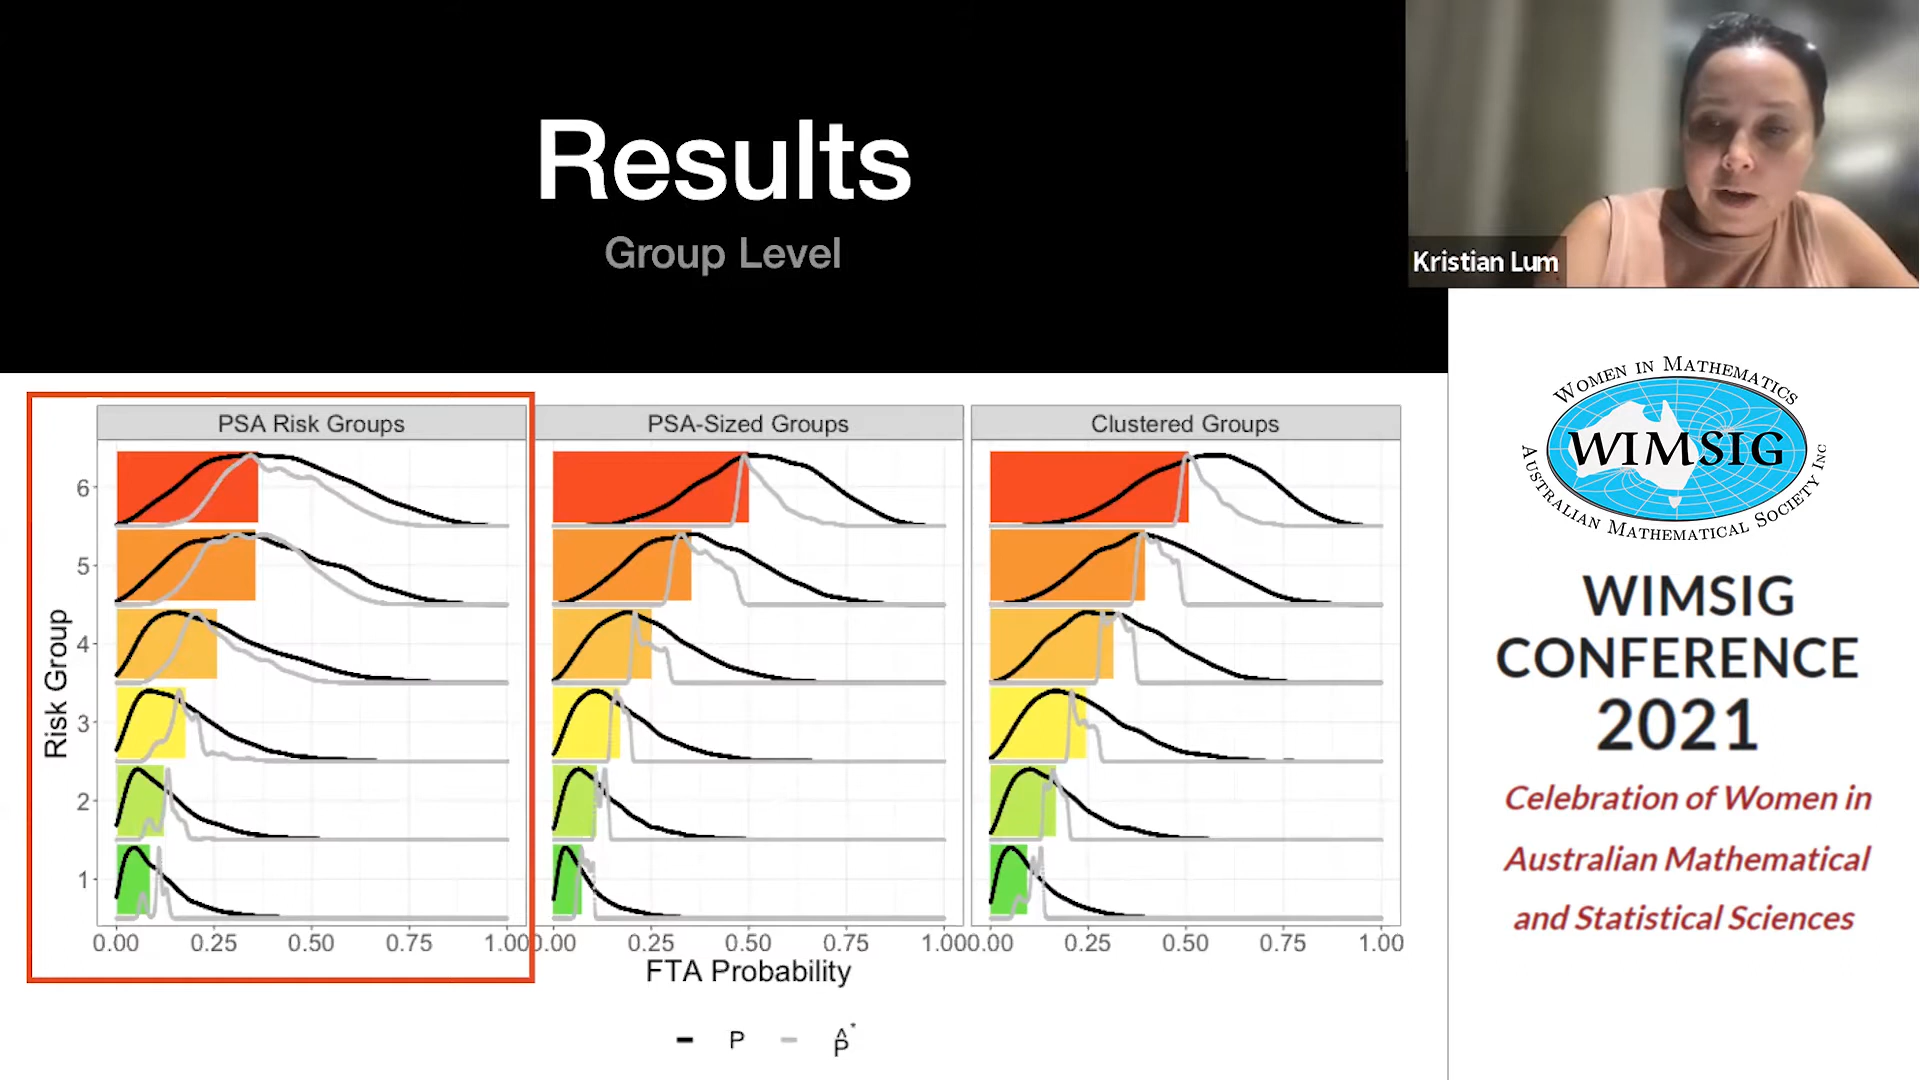 Results
Group Level
Kristian Lum
PSA Risk Groups
PSA-Sized Groups
Clustered Groups
Risk Group
6
5
4
3
2
1
0.00 0.25 0.50 0.75 1.00
0.00 0.25 0.50 0.75 1.00
0.00 0.25 0.50 0.75 1.00
FTA Probability
P P̂*
WOMEN IN MATHEMATICS
WIMSIG
AUSTRALIAN MATHEMATICAL SOCIETY INC
WIMSIG
CONFERENCE
2021
Celebration of Women in
Australian Mathematical
and Statistical Sciences